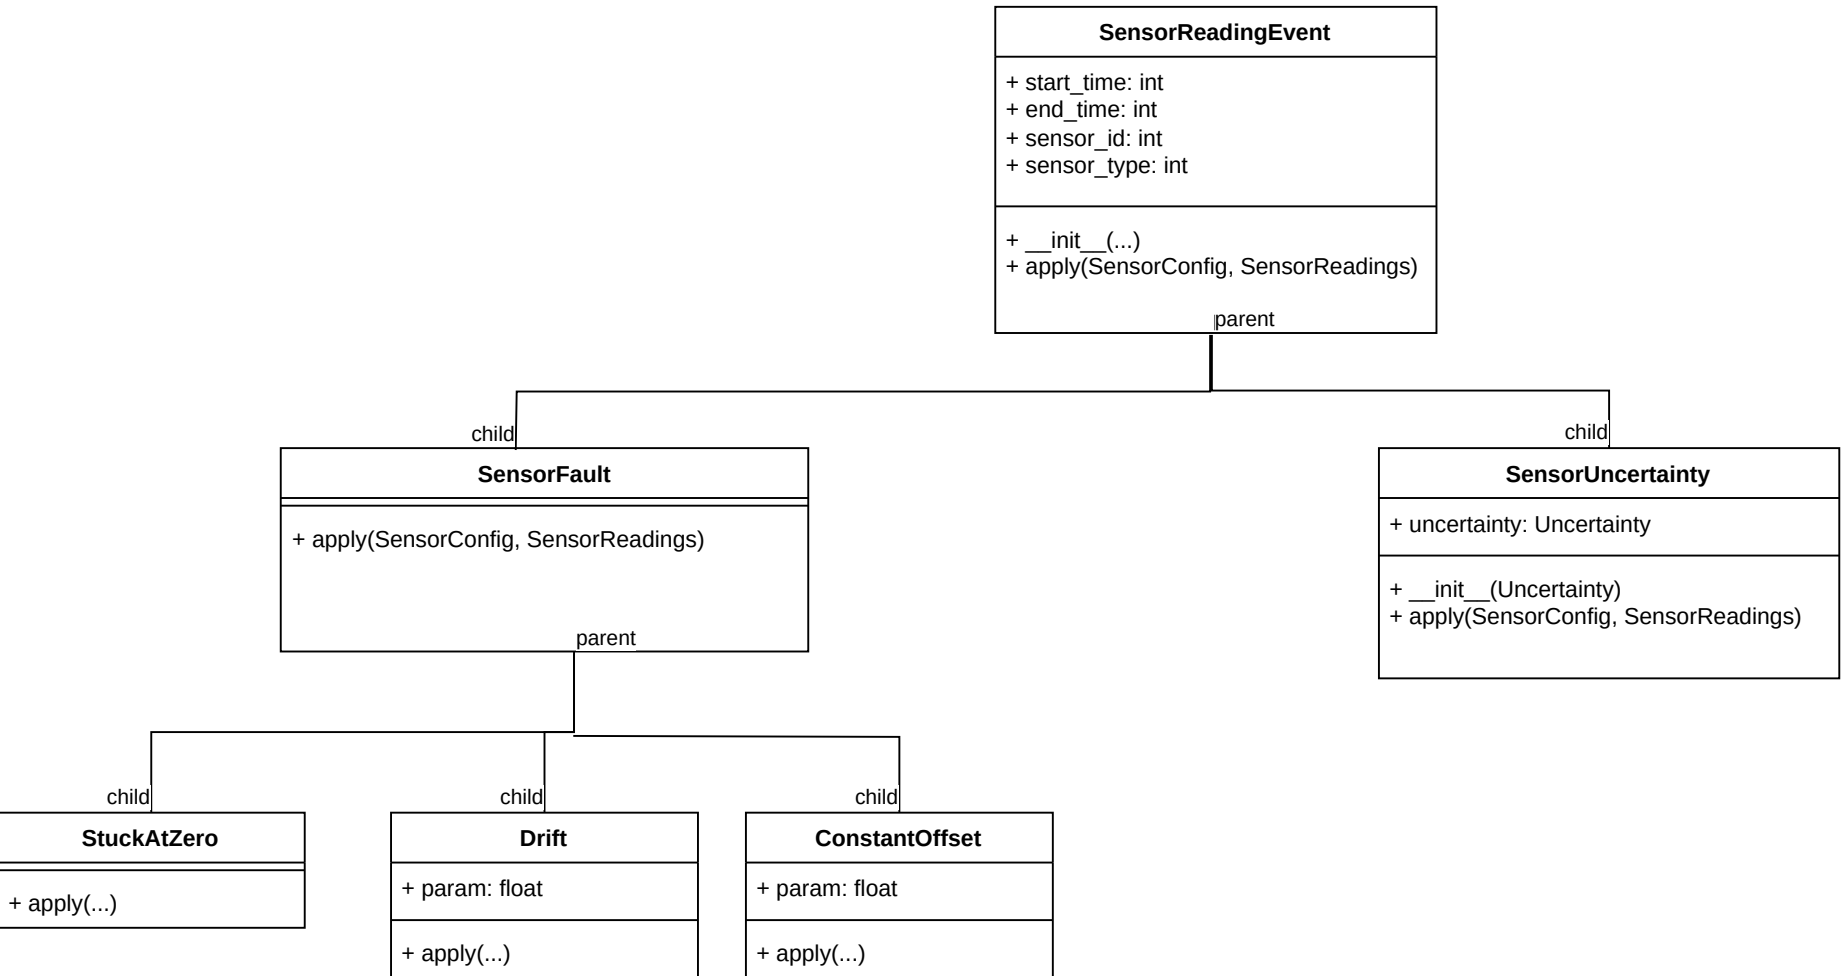 SensorReadingEvent
+ start_time: int
+ end_time: int
+ sensor_id: int
+ sensor_type: int
+ __init__(...)
+ apply(SensorConfig, SensorReadings)
parent
child
SensorFault
+ apply(SensorConfig, SensorReadings)
parent
child
SensorUncertainty
+ uncertainty: Uncertainty
+ __init__(Uncertainty)
+ apply(SensorConfig, SensorReadings)
child
StuckAtZero
+ apply(...)
child
Drift
+ param: float
+ apply(...)
child
ConstantOffset
+ param: float
+ apply(...)